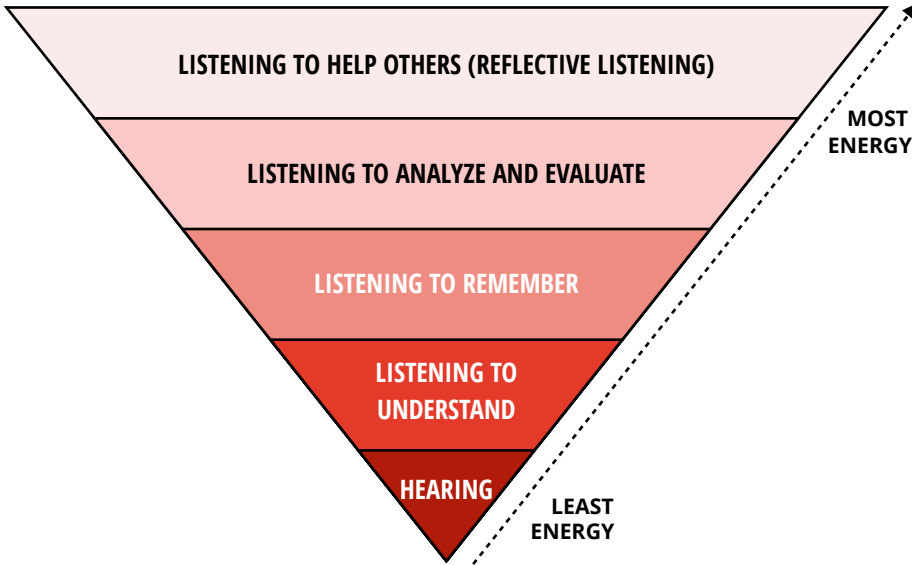 LISTENING TO HELP OTHERS (REFLECTIVE LISTENING)
MOST
ENERGY
LISTENING TO ANALYZE AND EVALUATE
LISTENING TO REMEMBER
LISTENING TO
UNDERSTAND
HEARING
LEAST
ENERGY